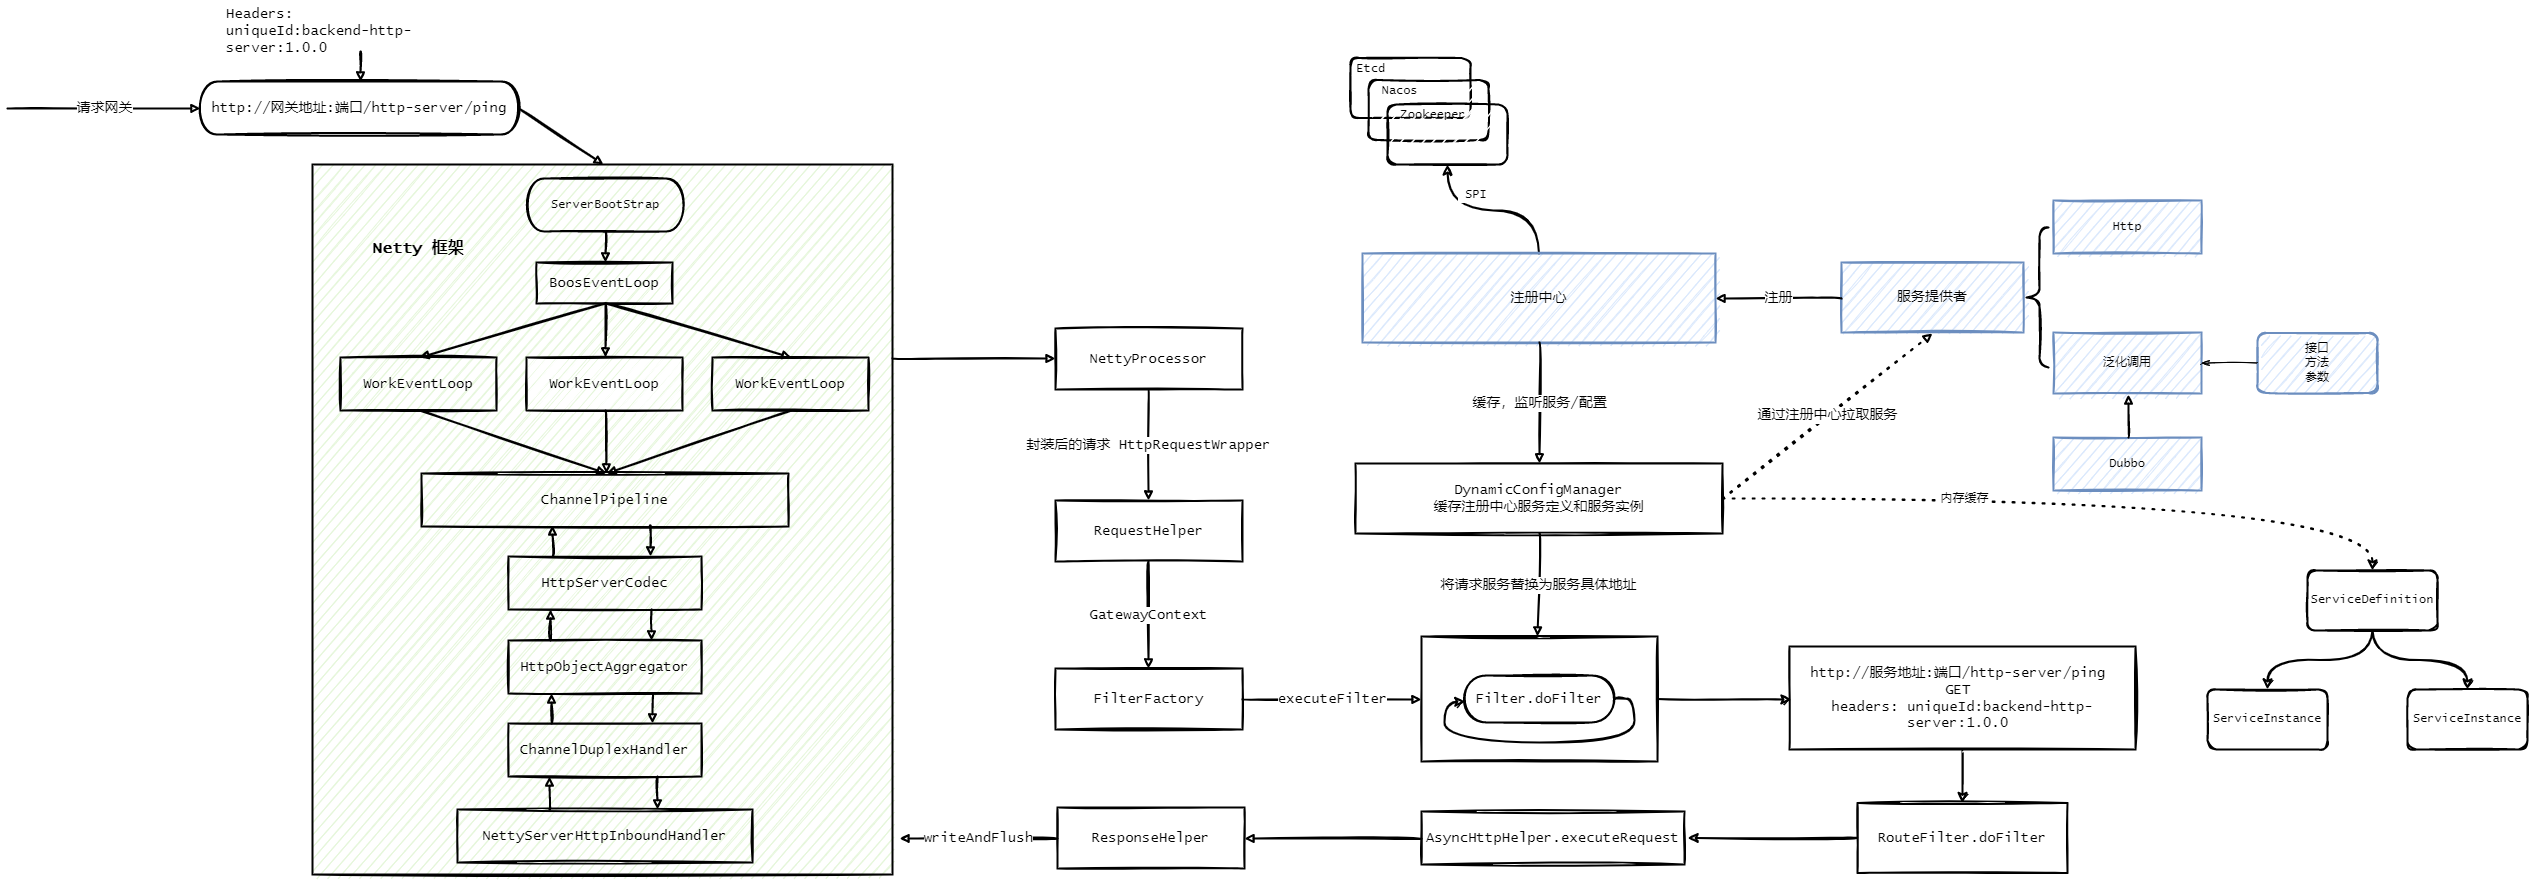 Headers:
uniqueId:backend-http-
server:1.0.0
请求网关
http://网关地址:端口/http-server/ping
Netty 框架
ServerBootStrap
BoosEventLoop
WorkEventLoop
WorkEventLoop
WorkEventLoop
ChannelPipeline
HttpServerCodec
HttpObjectAggregator
ChannelDuplexHandler
NettyServerHttpInboundHandler
NettyProcessor
封装后的请求 HttpRequestWrapper
RequestHelper
GatewayContext
FilterFactory
executeFilter
Etcd
Nacos
Zookeeper
SPI
注册中心
注册
服务提供者
Http
泛化调用
接口
方法
参数
Dubbo
缓存，监听服务/配置
通过注册中心拉取服务
DynamicConfigManager
缓存注册中心服务定义和服务实例
内存缓存
将请求服务替换为服务具体地址
Filter.doFilter
http://服务地址:端口/http-server/ping
GET
headers: uniqueId:backend-http-
server:1.0.0
ServiceDefinition
ServiceInstance
ServiceInstance
RouteFilter.doFilter
AsyncHttpHelper.executeRequest
ResponseHelper
writeAndFlush